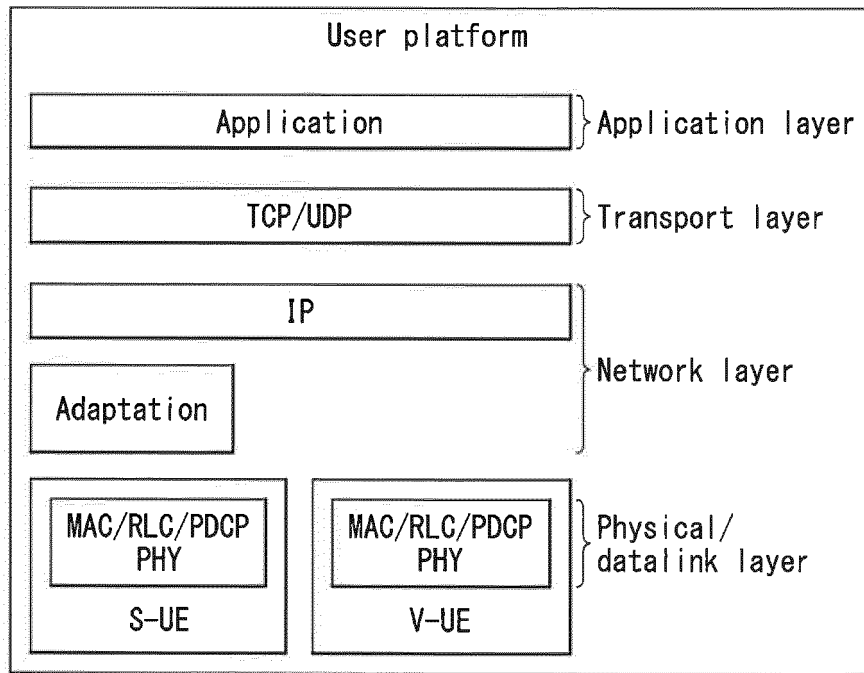 User platform
Application
Application layer
TCP/UDP
Transport layer
IP
Network layer
Adaptation
MAC/RLC/PDCP
PHY
S-UE
MAC/RLC/PDCP
PHY
V-UE
Physical/
datalink layer